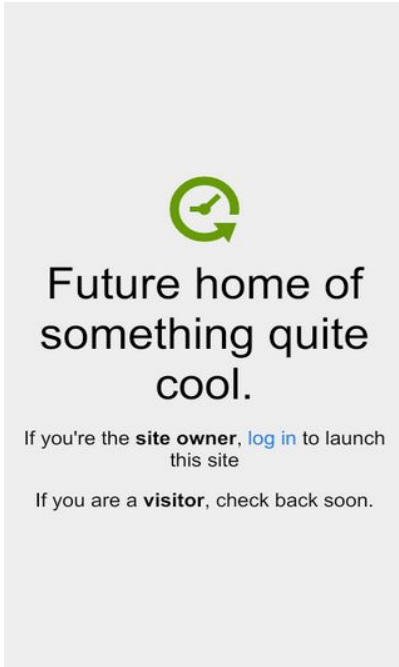 Future home of
something quite
cool.
If you're the site owner, log in to launch
this site
If you are a visitor, check back soon.